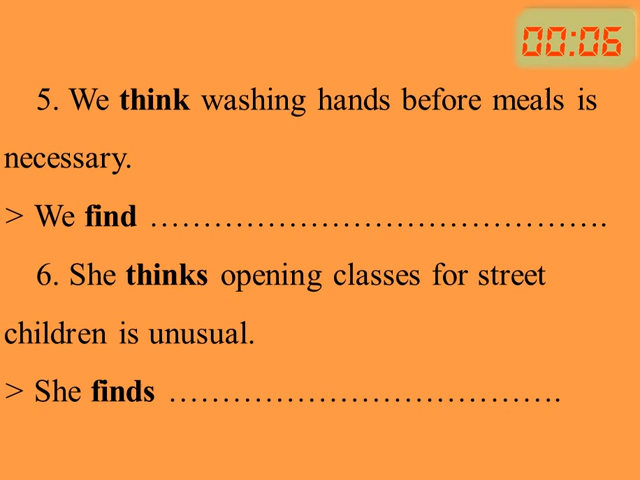 00:06
5. We think washing hands before meals is
necessary.
> We find ……………………………………….
6. She thinks opening classes for street
children is unusual.
> She finds ……………………………….